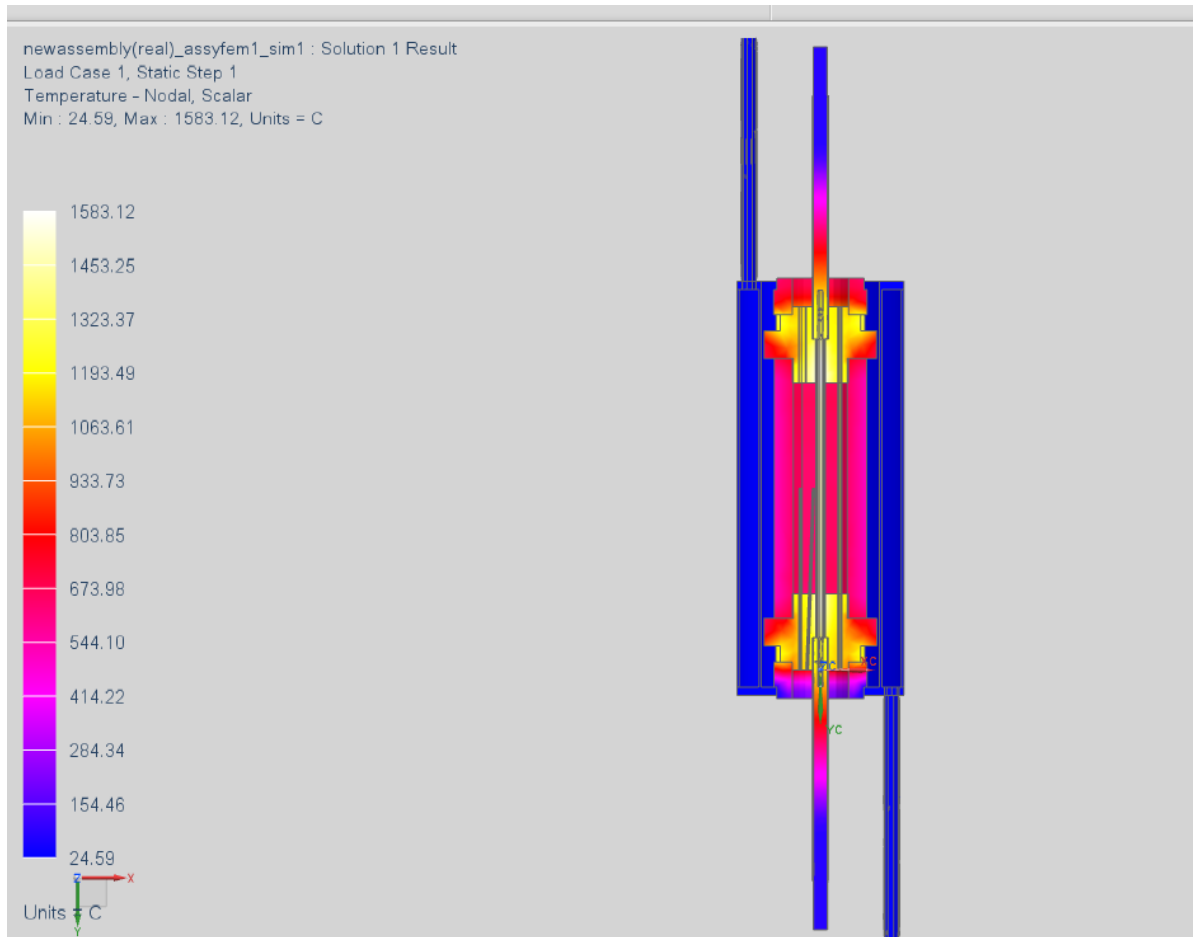 newassembly(real)_assyfem1_sim1 : Solution 1 Result
Load Case 1, Static Step 1
Temperature - Nodal, Scalar
Min : 24.59, Max : 1583.12, Units = C
1583.12
1453.25
1323.37
1193.49
1063.61
933.73
803.85
673.98
544.10
414.22
284.34
154.46
24.59
Units = C
Z
X
Y
ZC
XC
YC